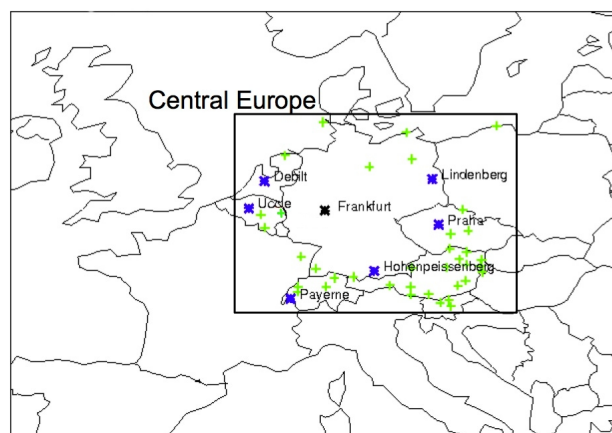 Central Europe
Debilt
Lindenberg
Uccle
Frankfurt
Praha
Hohenpeissenberg
Payerne